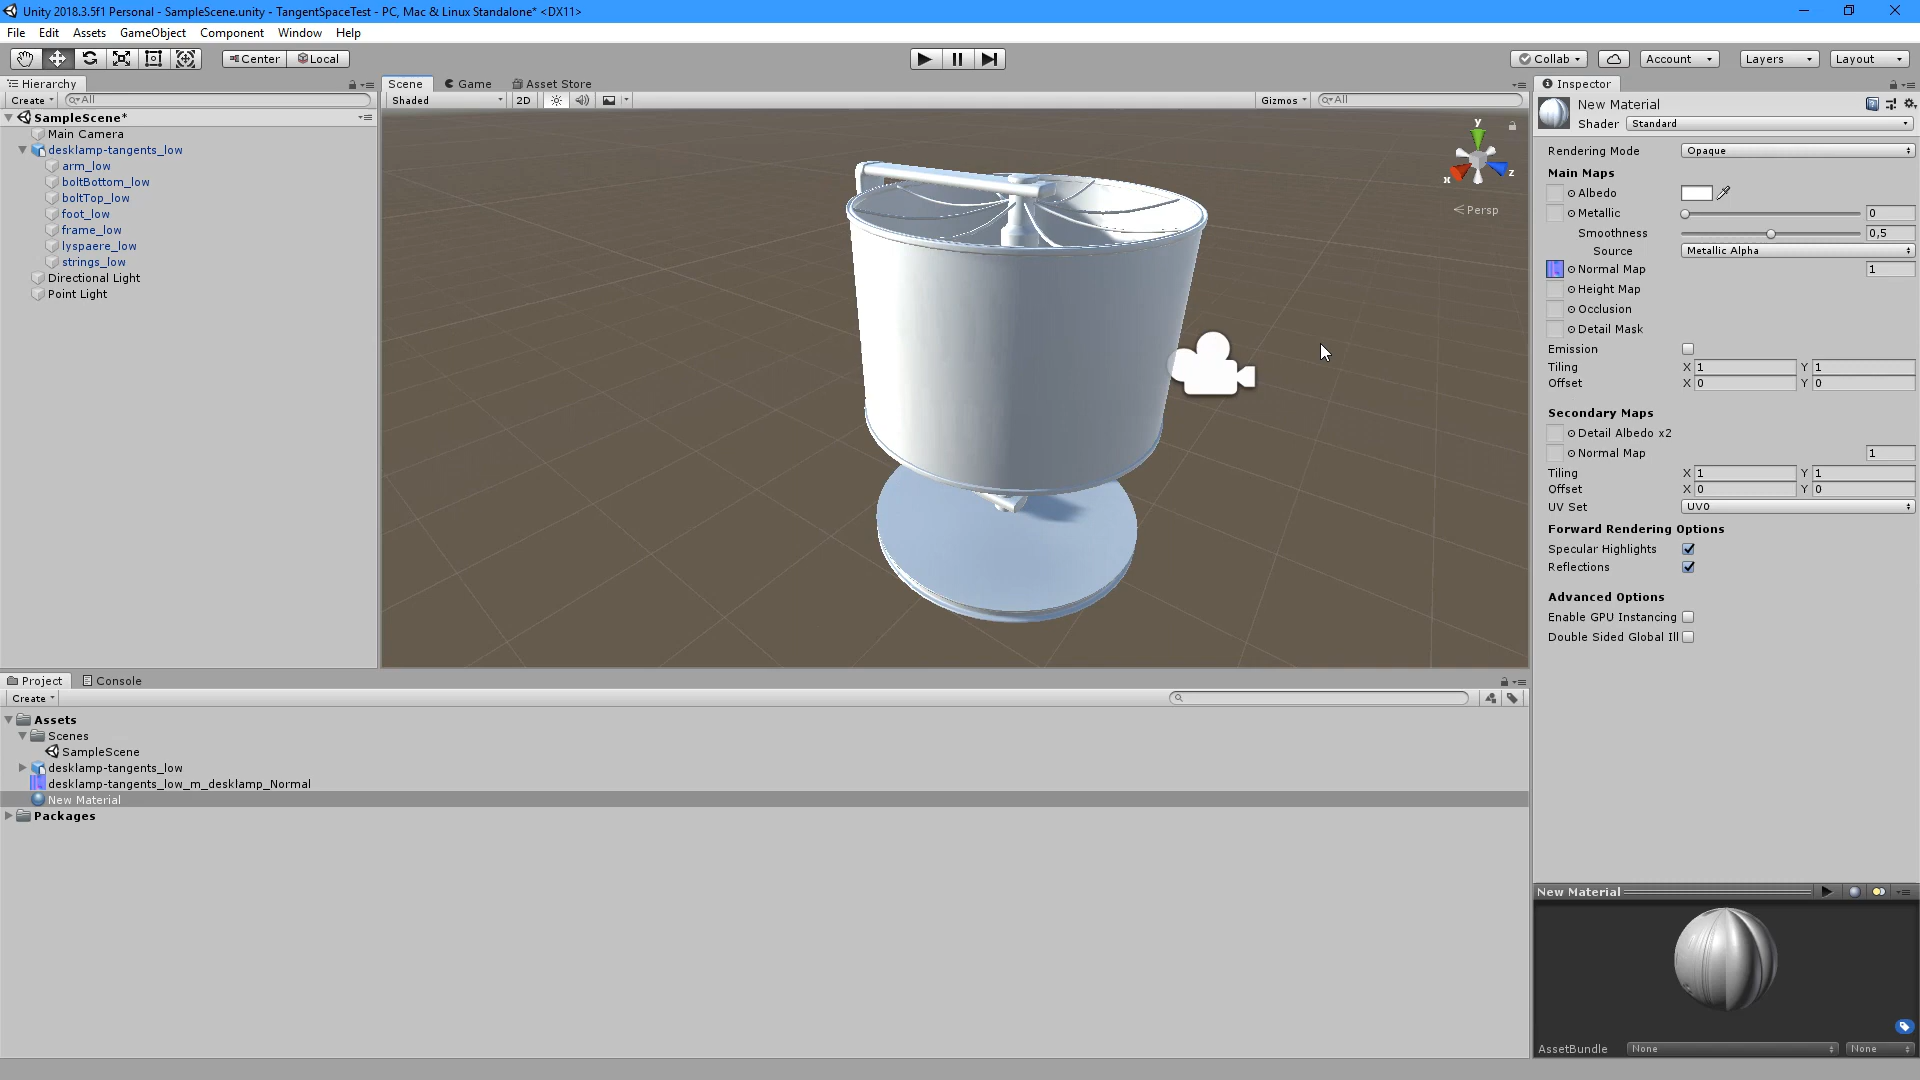 Unity 2018.3.5f1 Personal - SampleScene.unity - TangentSpaceTest - PC, Mac & Linux Standalone* <DX11>
File Edit Assets GameObject Component Window Help
Center Local Collab Account Layers Layout
Hierarchy
Create All
SampleScene*
Main Camera
desklamp-tangents_low
arm_low
boltBottom_low
boltTop_low
foot_low
frame_low
lyspaere_low
strings_low
Directional Light
Point Light
Scene Game Asset Store
Shaded 2D Gizmos All
y
x z
Persp
Inspector
New Material
Shader Standard
Rendering Mode Opaque
Main Maps
Albedo
Metallic 0
Smoothness 0,5
Source Metallic Alpha
Normal Map 1
Height Map
Occlusion
Detail Mask
Emission
Tiling X 1 Y 1
Offset X 0 Y 0
Secondary Maps
Detail Albedo x2
Normal Map 1
Tiling X 1 Y 1
Offset X 0 Y 0
UV Set UV0
Forward Rendering Options
Specular Highlights
Reflections
Advanced Options
Enable GPU Instancing
Double Sided Global Ill
Project Console
Create
Assets
Scenes
SampleScene
desklamp-tangents_low
desklamp-tangents_low_m_desklamp_Normal
New Material
Packages
New Material
AssetBundle None None